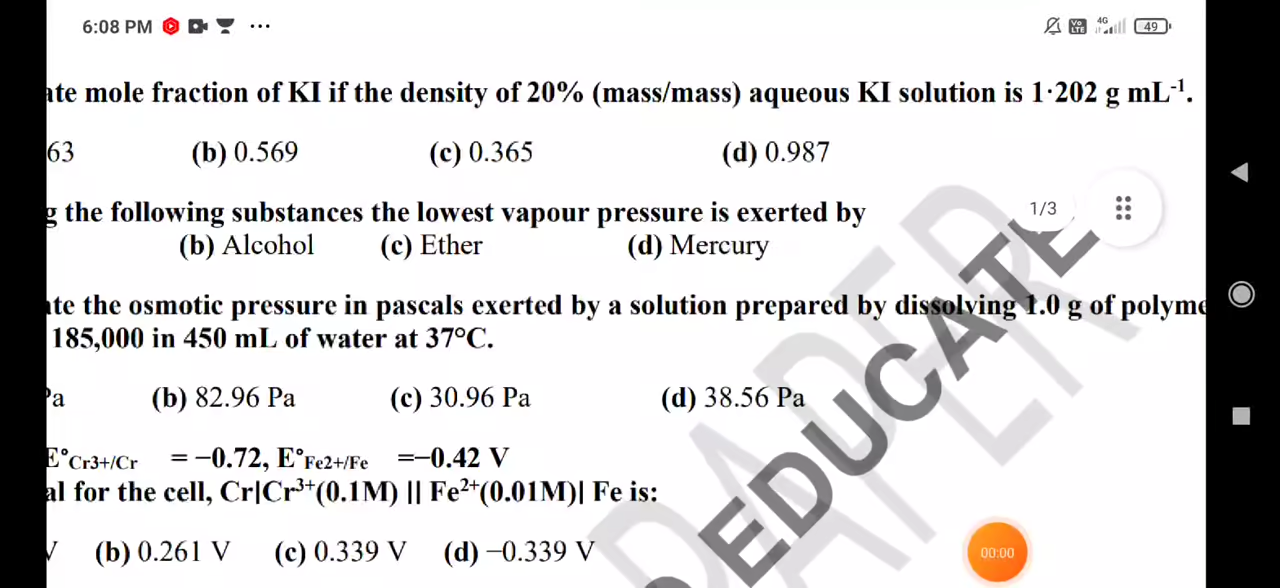 6:08 PM ... Vo LTE 4G 49
ate mole fraction of KI if the density of 20% (mass/mass) aqueous KI solution is 1·202 g mL⁻¹.
63 (b) 0.569 (c) 0.365 (d) 0.987
g the following substances the lowest vapour pressure is exerted by
1/3
(b) Alcohol (c) Ether (d) Mercury
ate the osmotic pressure in pascals exerted by a solution prepared by dissolving 1.0 g of polyme
185,000 in 450 mL of water at 37°C.
Pa (b) 82.96 Pa (c) 30.96 Pa (d) 38.56 Pa
E°Cr3+/Cr = −0.72, E°Fe2+/Fe =−0.42 V
al for the cell, Cr|Cr³⁺(0.1M) || Fe²⁺(0.01M)| Fe is:
V (b) 0.261 V (c) 0.339 V (d) −0.339 V
00:00
EDUCATE